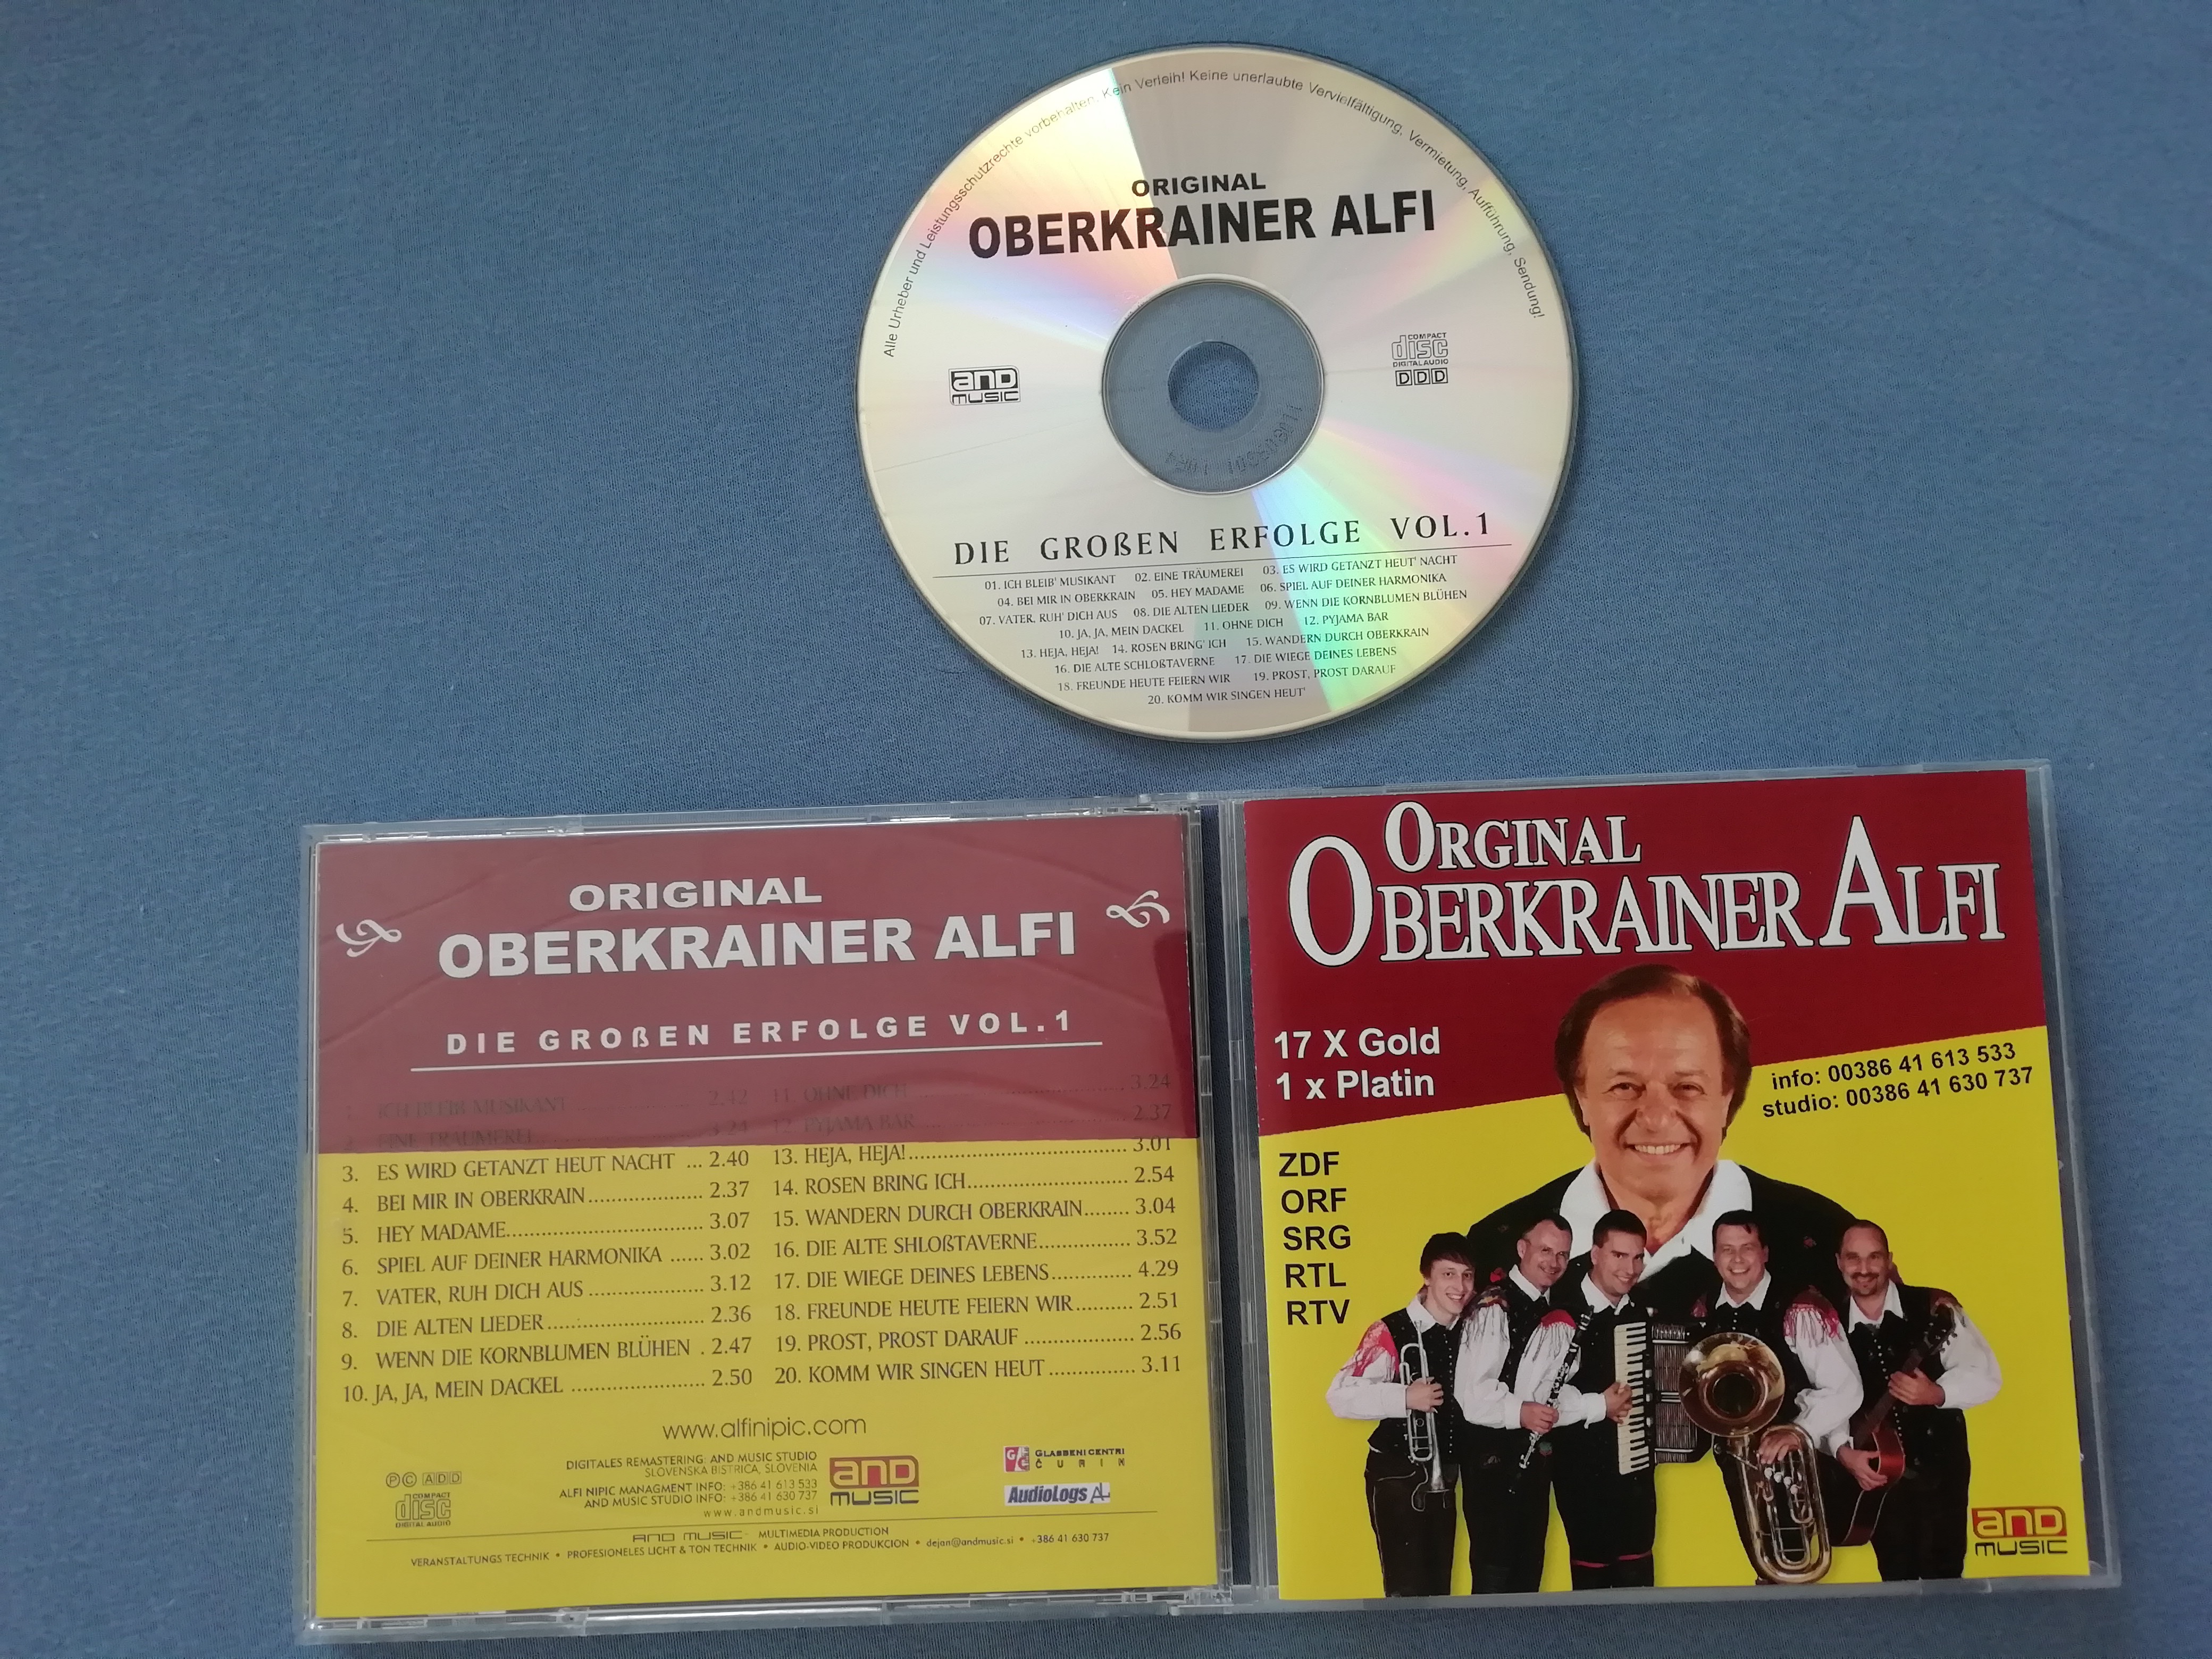 Alle Urheber und Leistungsschutzrechte vorbehalten. Kein Verleih! Keine unerlaubte Vervielfältigung, Vermietung, Aufführung, Sendung!
ORIGINAL
OBERKRAINER ALFI
AND
MUSIC
COMPACT
disc
DIGITAL AUDIO
DDD
DIE GROßEN ERFOLGE VOL.1
01. ICH BLEIB' MUSIKANT 02. EINE TRÄUMEREI 03. ES WIRD GETANZT HEUT' NACHT
04. BEI MIR IN OBERKRAIN 05. HEY MADAME 06. SPIEL AUF DEINER HARMONIKA
07. VATER, RUH' DICH AUS 08. DIE ALTEN LIEDER 09. WENN DIE KORNBLUMEN BLÜHEN
10. JA, JA, MEIN DACKEL 11. OHNE DICH 12. PYJAMA BAR
13. HEJA, HEJA! 14. ROSEN BRING' ICH 15. WANDERN DURCH OBERKRAIN
16. DIE ALTE SCHLOßTAVERNE 17. DIE WIEGE DEINES LEBENS
18. FREUNDE HEUTE FEIERN WIR 19. PROST, PROST DARAUF
20. KOMM WIR SINGEN HEUT'
ORIGINAL
OBERKRAINER ALFI
DIE GROßEN ERFOLGE VOL.1
1. ICH BLEIB MUSIKANT 2.42
2. EINE TRÄUMEREI 3.24
3. ES WIRD GETANZT HEUT NACHT ... 2.40
4. BEI MIR IN OBERKRAIN .................... 2.37
5. HEY MADAME.................................. 3.07
6. SPIEL AUF DEINER HARMONIKA ...... 3.02
7. VATER, RUH DICH AUS .................... 3.12
8. DIE ALTEN LIEDER............................ 2.36
9. WENN DIE KORNBLUMEN BLÜHEN . 2.47
10. JA, JA, MEIN DACKEL ....................... 2.50
11. OHNE DICH 3.24
12. PYJAMA BAR 2.37
13. HEJA, HEJA!...................................... 3.01
14. ROSEN BRING ICH............................ 2.54
15. WANDERN DURCH OBERKRAIN........ 3.04
16. DIE ALTE SHLOßTAVERNE................ 3.52
17. DIE WIEGE DEINES LEBENS.............. 4.29
18. FREUNDE HEUTE FEIERN WIR.......... 2.51
19. PROST, PROST DARAUF ................... 2.56
20. KOMM WIR SINGEN HEUT ............... 3.11
www.alfinipic.com
DIGITALES REMASTERING: AND MUSIC STUDIO
SLOVENSKA BISTRICA, SLOVENIA
ALFI NIPIC MANAGMENT INFO: +386 41 613 533
AND MUSIC STUDIO INFO: +386 41 630 737
www.andmusic.si
AND
MUSIC
GLASBENI CENTRI
ČURIN
AudioLogs AL
P C ADD
COMPACT
disc
DIGITAL AUDIO
AND MUSIC MULTIMEDIA PRODUCTION
VERANSTALTUNGS TECHNIK • PROFESIONELES LICHT & TON TECHNIK • AUDIO-VIDEO PRODUKCION • dejan@andmusic.si • +386 41 630 737
ORGINAL
OBERKRAINER ALFI
17 X Gold
1 x Platin
info: 00386 41 613 533
studio: 00386 41 630 737
ZDF
ORF
SRG
RTL
RTV
AND
MUSIC